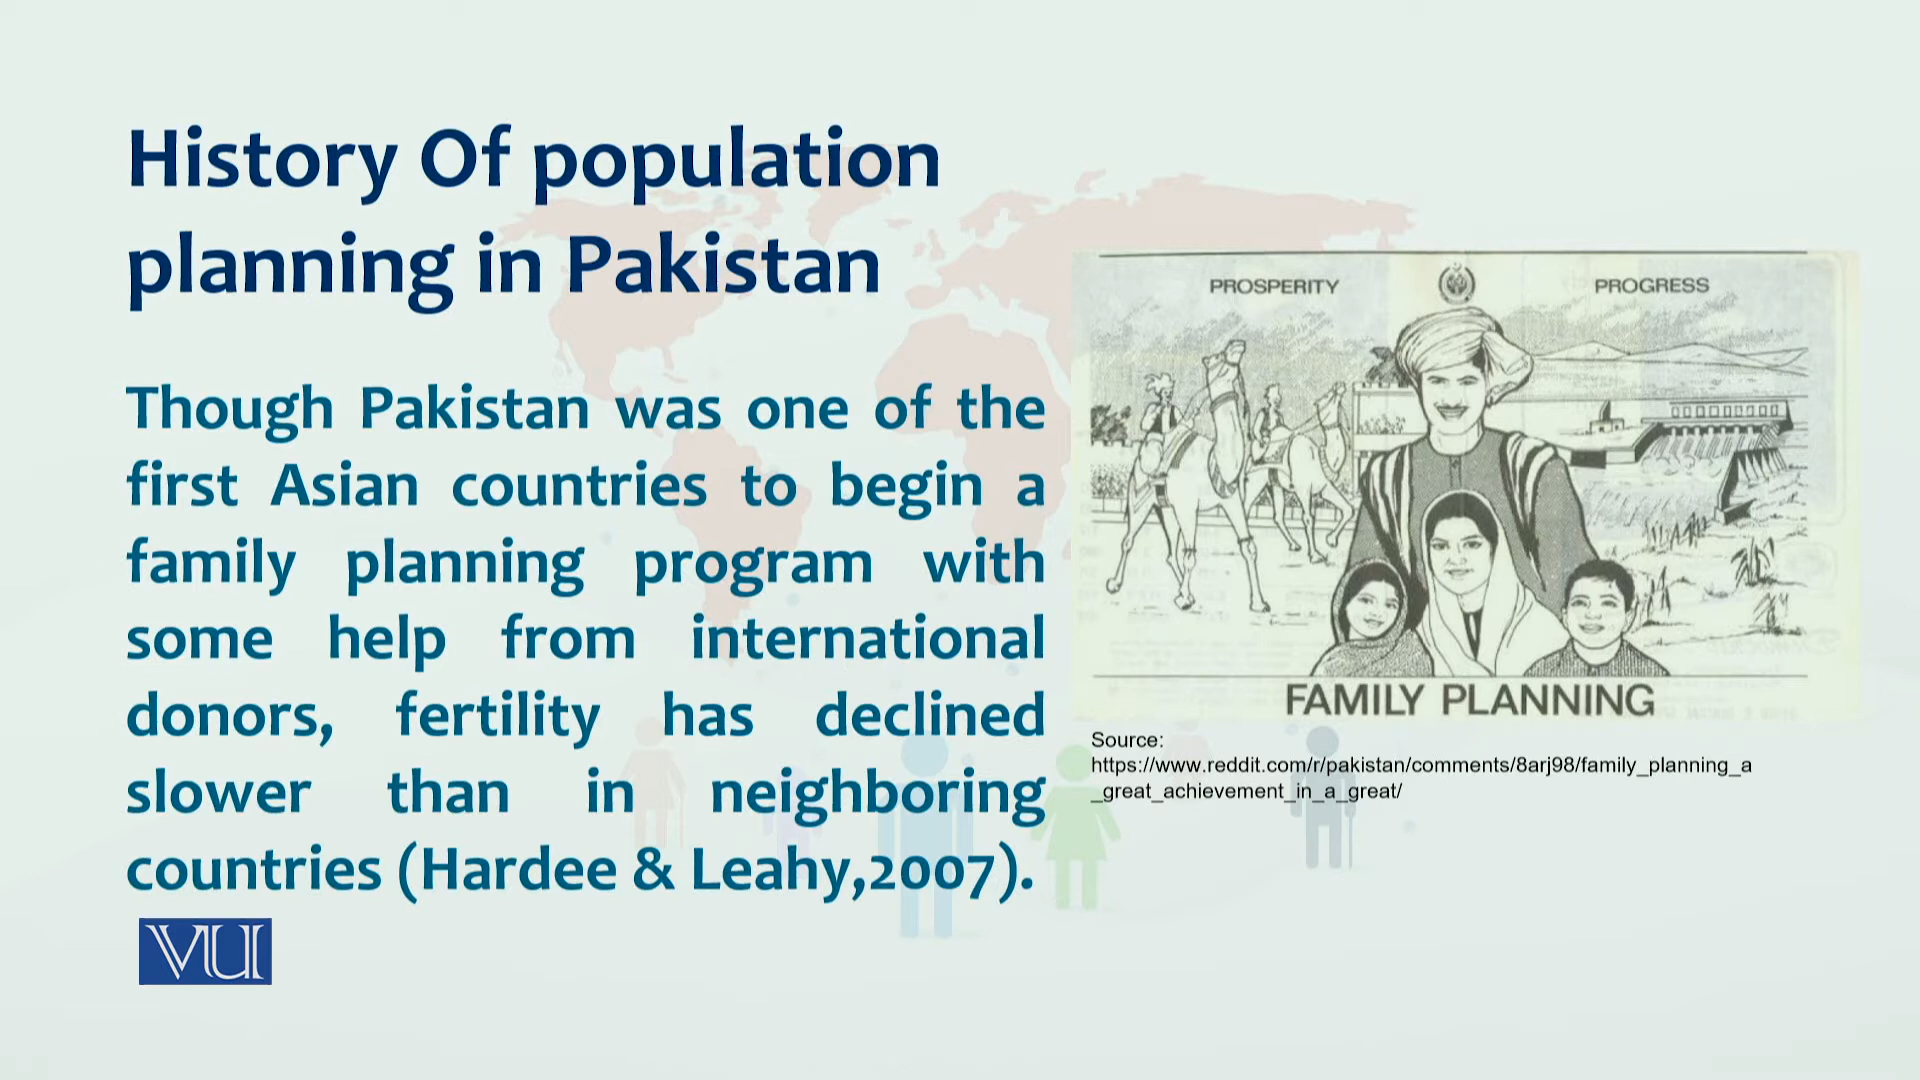 History Of population
planning in Pakistan
Though Pakistan was one of the
first Asian countries to begin a
family planning program with
some help from international
donors, fertility has declined
slower than in neighboring
countries (Hardee & Leahy,2007).
VU
PROSPERITY
PROGRESS
FAMILY PLANNING
Source:
https://www.reddit.com/r/pakistan/comments/8arj98/family_planning_a
_great_achievement_in_a_great/